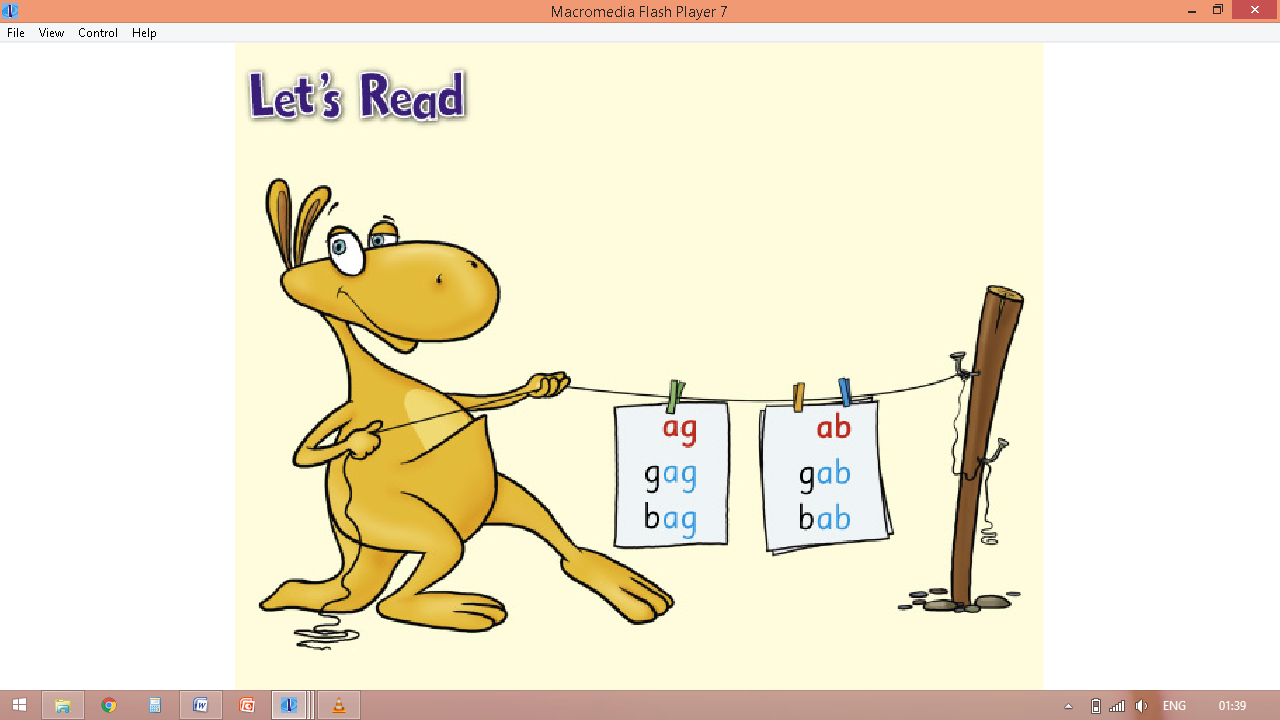 Macromedia Flash Player 7
File View Control Help
Let's Read
ag
gag
bag
ab
gab
bab
ENG 01:39